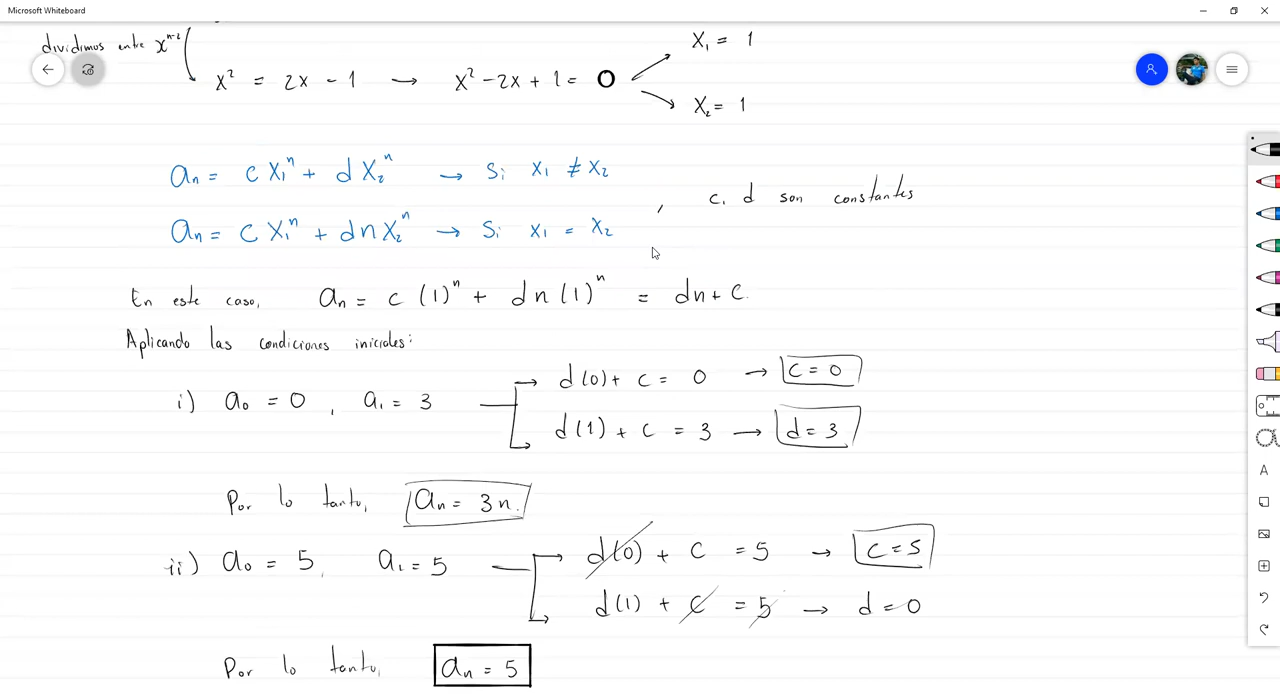 Microsoft Whiteboard
dividimos entre xⁿ⁻²
x² = 2x - 1 → x² - 2x + 1 = 0
x₁ = 1
x₂ = 1
aₙ = c x₁ⁿ + d x₂ⁿ → Si x₁ ≠ x₂
, c, d son constantes
aₙ = c x₁ⁿ + dn x₂ⁿ → Si x₁ = x₂
En este caso, aₙ = c (1)ⁿ + dn (1)ⁿ = dn + c.
Aplicando las condiciones iniciales:
i) a₀ = 0, a₁ = 3
d(0) + c = 0 → c = 0
d(1) + c = 3 → d = 3
Por lo tanto, aₙ = 3n.
ii) a₀ = 5, a₁ = 5
d(0) + c = 5 → c = 5
d(1) + c = 5 → d = 0
Por lo tanto, aₙ = 5
A